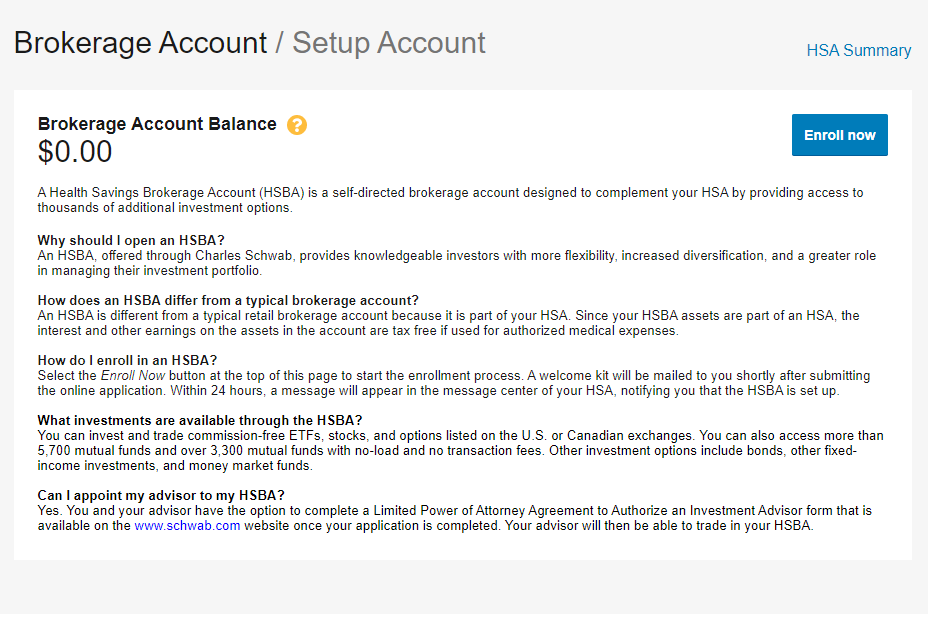 Brokerage Account / Setup Account
HSA Summary
Brokerage Account Balance ?
$0.00
Enroll now
A Health Savings Brokerage Account (HSBA) is a self-directed brokerage account designed to complement your HSA by providing access to
thousands of additional investment options.
Why should I open an HSBA?
An HSBA, offered through Charles Schwab, provides knowledgeable investors with more flexibility, increased diversification, and a greater role
in managing their investment portfolio.
How does an HSBA differ from a typical brokerage account?
An HSBA is different from a typical retail brokerage account because it is part of your HSA. Since your HSBA assets are part of an HSA, the
interest and other earnings on the assets in the account are tax free if used for authorized medical expenses.
How do I enroll in an HSBA?
Select the Enroll Now button at the top of this page to start the enrollment process. A welcome kit will be mailed to you shortly after submitting
the online application. Within 24 hours, a message will appear in the message center of your HSA, notifying you that the HSBA is set up.
What investments are available through the HSBA?
You can invest and trade commission-free ETFs, stocks, and options listed on the U.S. or Canadian exchanges. You can also access more than
5,700 mutual funds and over 3,300 mutual funds with no-load and no transaction fees. Other investment options include bonds, other fixed-
income investments, and money market funds.
Can I appoint my advisor to my HSBA?
Yes. You and your advisor have the option to complete a Limited Power of Attorney Agreement to Authorize an Investment Advisor form that is
available on the www.schwab.com website once your application is completed. Your advisor will then be able to trade in your HSBA.